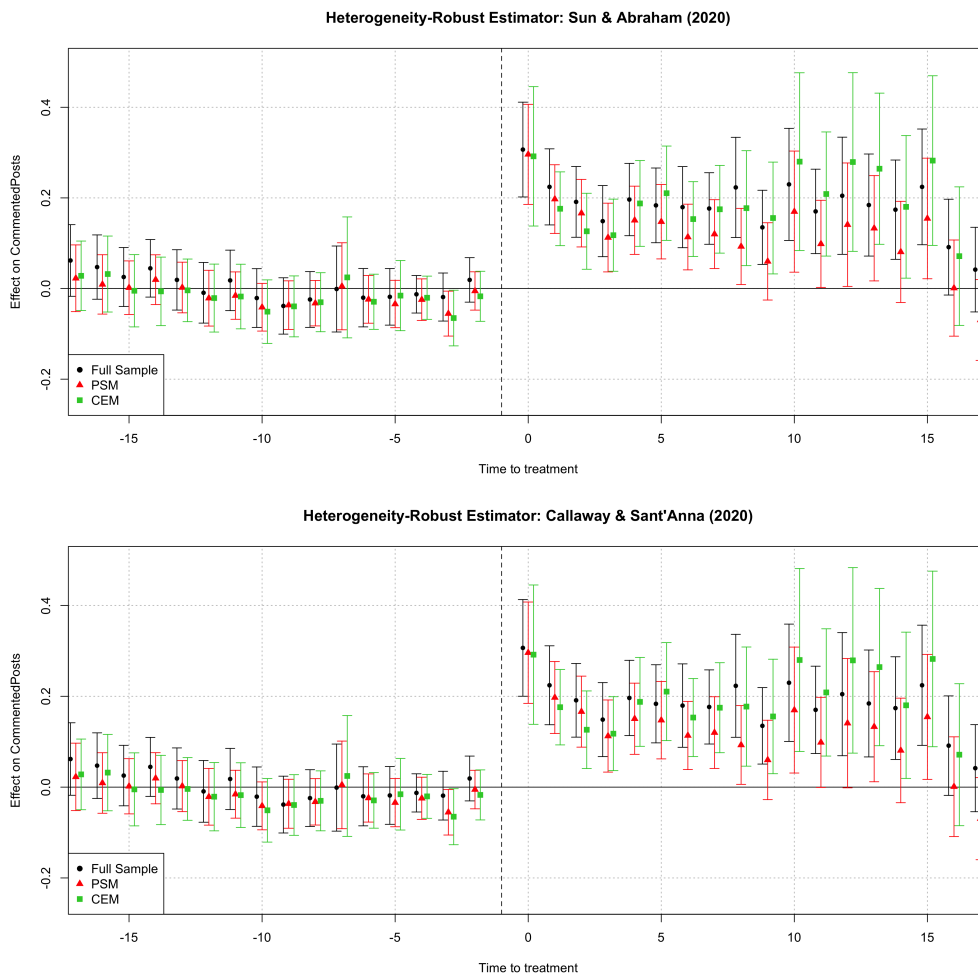 Heterogeneity-Robust Estimator: Sun & Abraham (2020)
Effect on CommentedPosts
0.4
0.2
0.0
-0.2
Full Sample
PSM
CEM
-15 -10 -5 0 5 10 15
Time to treatment
Heterogeneity-Robust Estimator: Callaway & Sant'Anna (2020)
Effect on CommentedPosts
0.4
0.2
0.0
-0.2
Full Sample
PSM
CEM
-15 -10 -5 0 5 10 15
Time to treatment